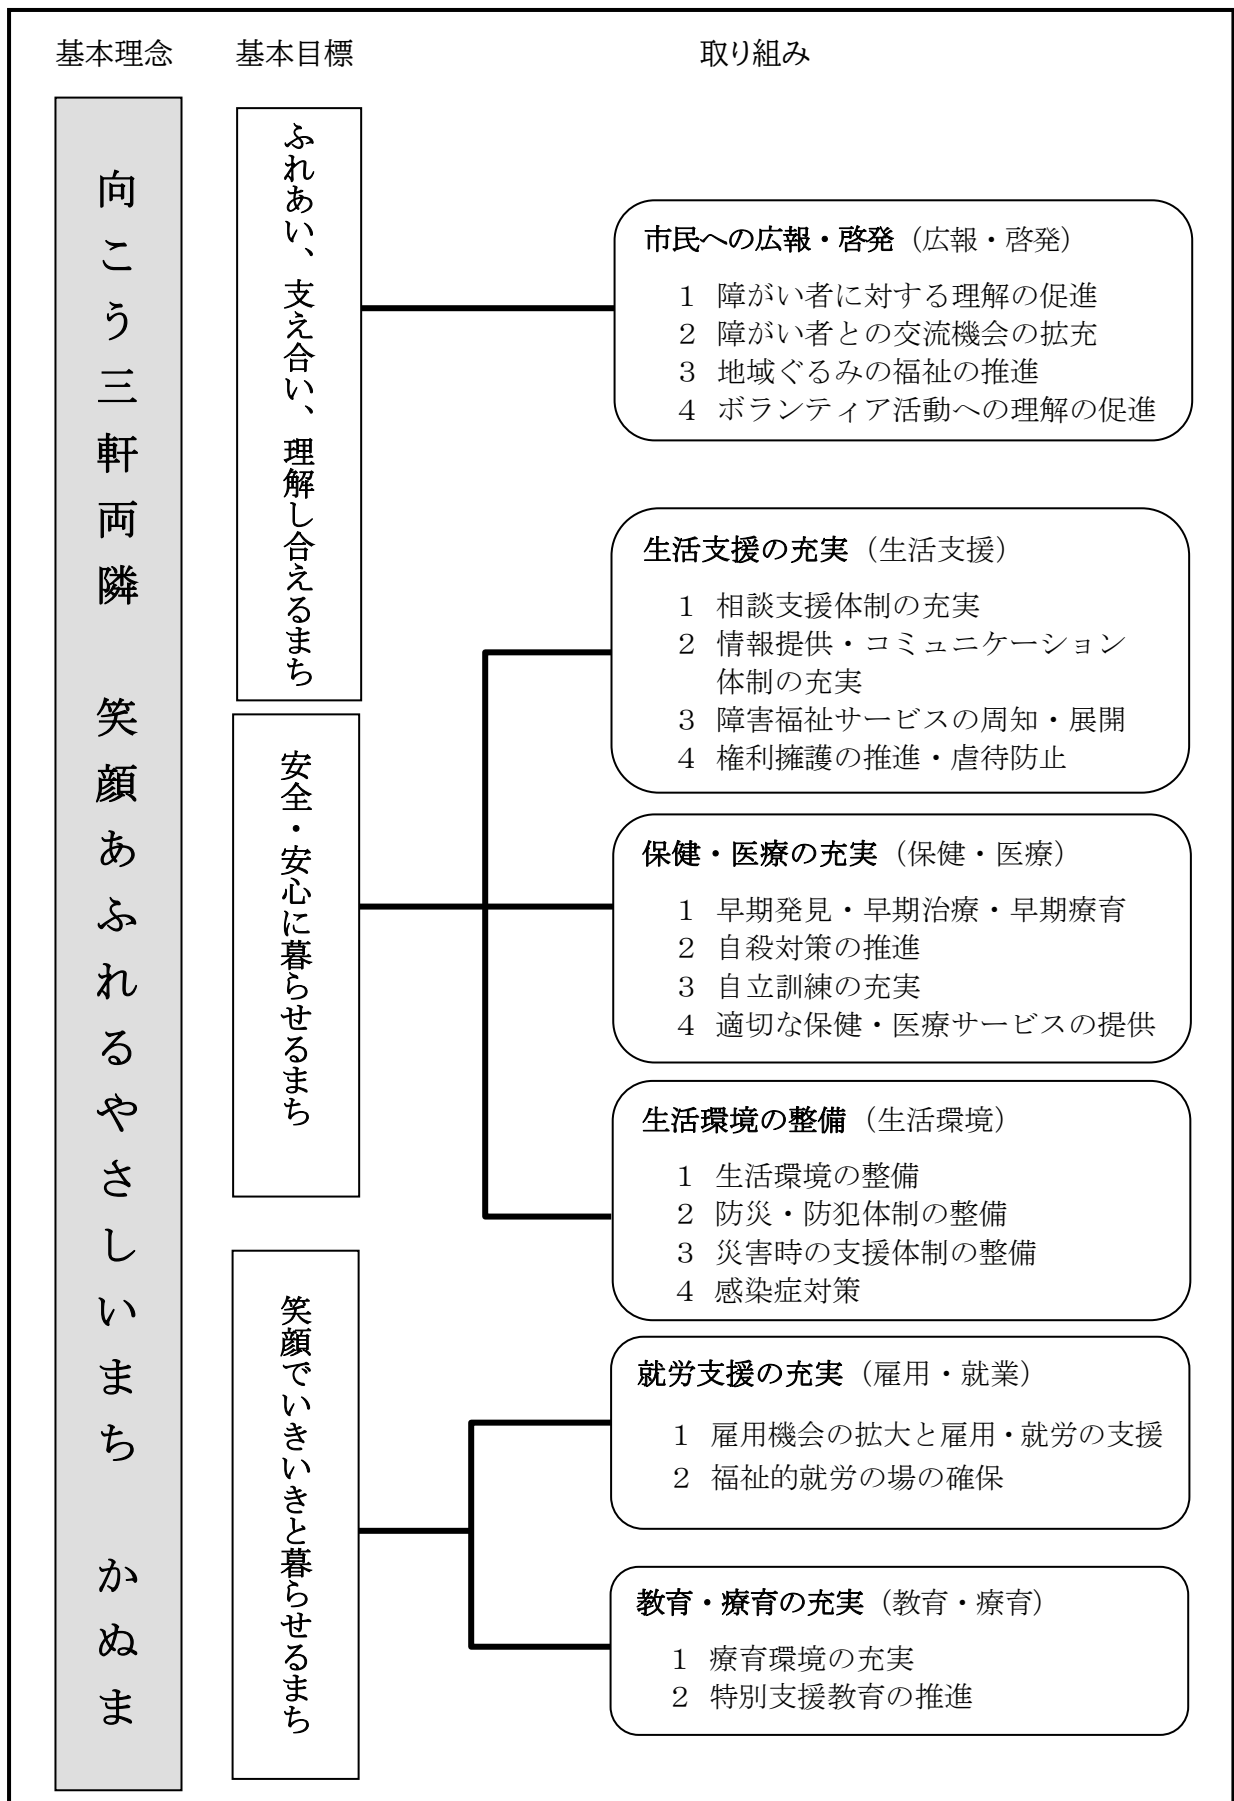 基本理念
基本目標
取り組み
向こう三軒両隣 笑顔あふれるやさしいまち かぬま
ふれあい、支え合い、理解し合えるまち
市民への広報・啓発（広報・啓発）
1 障がい者に対する理解の促進
2 障がい者との交流機会の拡充
3 地域ぐるみの福祉の推進
4 ボランティア活動への理解の促進
安全・安心に暮らせるまち
生活支援の充実（生活支援）
1 相談支援体制の充実
2 情報提供・コミュニケーション
体制の充実
3 障害福祉サービスの周知・展開
4 権利擁護の推進・虐待防止
保健・医療の充実（保健・医療）
1 早期発見・早期治療・早期療育
2 自殺対策の推進
3 自立訓練の充実
4 適切な保健・医療サービスの提供
生活環境の整備（生活環境）
1 生活環境の整備
2 防災・防犯体制の整備
3 災害時の支援体制の整備
4 感染症対策
笑顔でいきいきと暮らせるまち
就労支援の充実（雇用・就業）
1 雇用機会の拡大と雇用・就労の支援
2 福祉的就労の場の確保
教育・療育の充実（教育・療育）
1 療育環境の充実
2 特別支援教育の推進